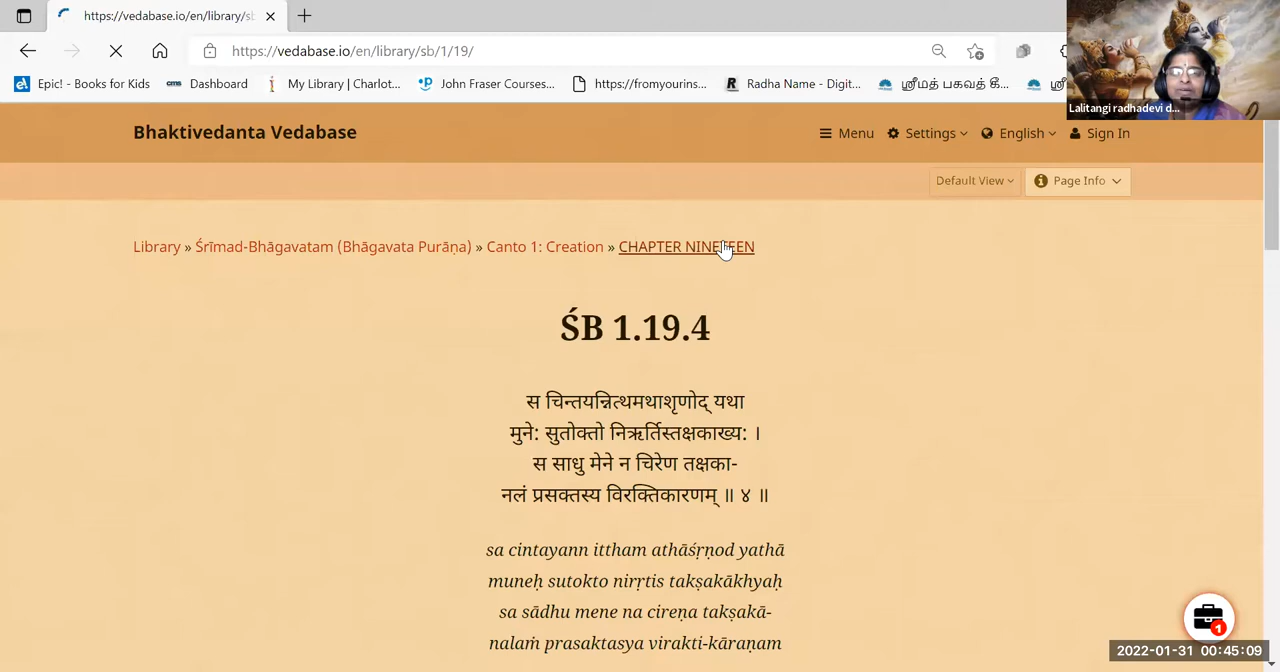 https://vedabase.io/en/library/sb
https://vedabase.io/en/library/sb/1/19/
Epic! - Books for Kids
cms Dashboard
My Library | Charlot...
John Fraser Courses...
https://fromyourins...
R Radha Name - Digit...
ஸ்ரீமத் பகவத் கீ...
Lalitangi radhadevi d...
Bhaktivedanta Vedabase
Menu Settings English Sign In
Default View Page Info
Library » Śrīmad-Bhāgavatam (Bhāgavata Purāṇa) » Canto 1: Creation » CHAPTER NINETEEN
ŚB 1.19.4
स चिन्तयन्नित्थमथाश‍ृणोद् यथा
मुने: सुतोक्तो निऋर्तिस्तक्षकाख्य: ।
स साधु मेने न चिरेण तक्षका-
नलं प्रसक्तस्य विरक्तिकारणम् ॥ ४ ॥
sa cintayann ittham athāśṛṇod yathā
muneḥ sutokto nirṛtis takṣakākhyaḥ
sa sādhu mene na cireṇa takṣakā-
nalaṁ prasaktasya virakti-kāraṇam
1
2022-01-31 00:45:09